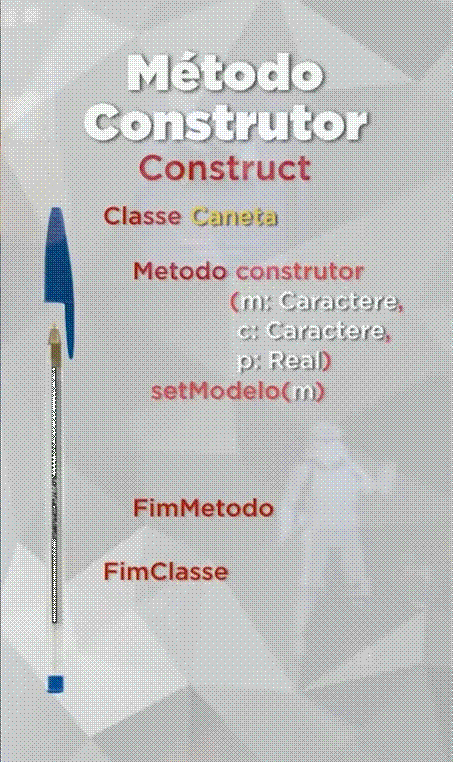 Método
Construtor
Construct
Classe Caneta
Metodo construtor
(m: Caractere,
c: Caractere,
p: Real)
setModelo(m)
FimMetodo
FimClasse